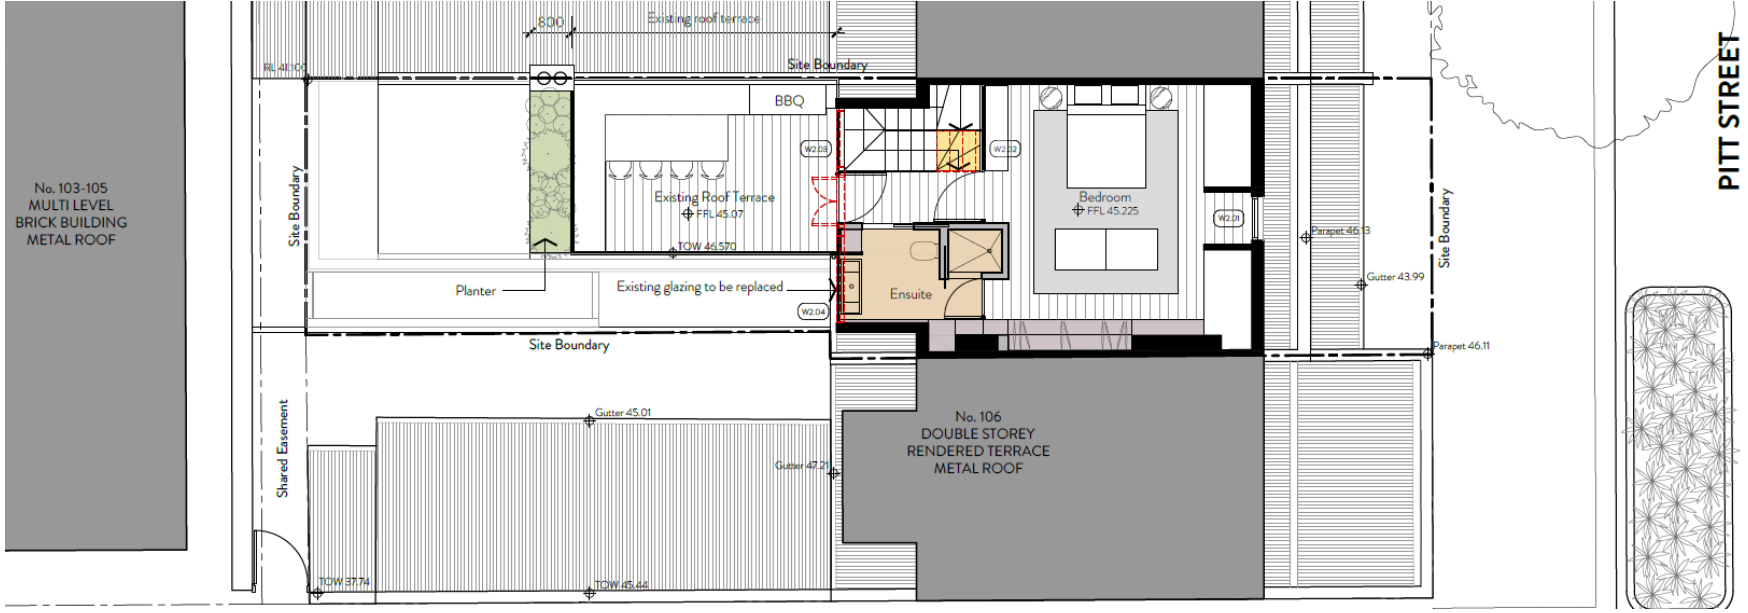 800
Existing roof terrace
RL 41.100
Site Boundary
BBQ
PITT STREET
W2.03
W2.02
No. 103-105
MULTI LEVEL
BRICK BUILDING
METAL ROOF
Site Boundary
Existing Roof Terrace
FFL 45.07
Bedroom
FFL 45.225
W2.01
Parapet 46.13
Site Boundary
TOW 46.570
Gutter 43.99
Planter
Existing glazing to be replaced
Ensuite
W2.04
Site Boundary
Parapet 46.11
Shared Easement
Gutter 45.01
No. 106
DOUBLE STOREY
RENDERED TERRACE
METAL ROOF
Gutter 47.21
TOW 37.74
TOW 45.44